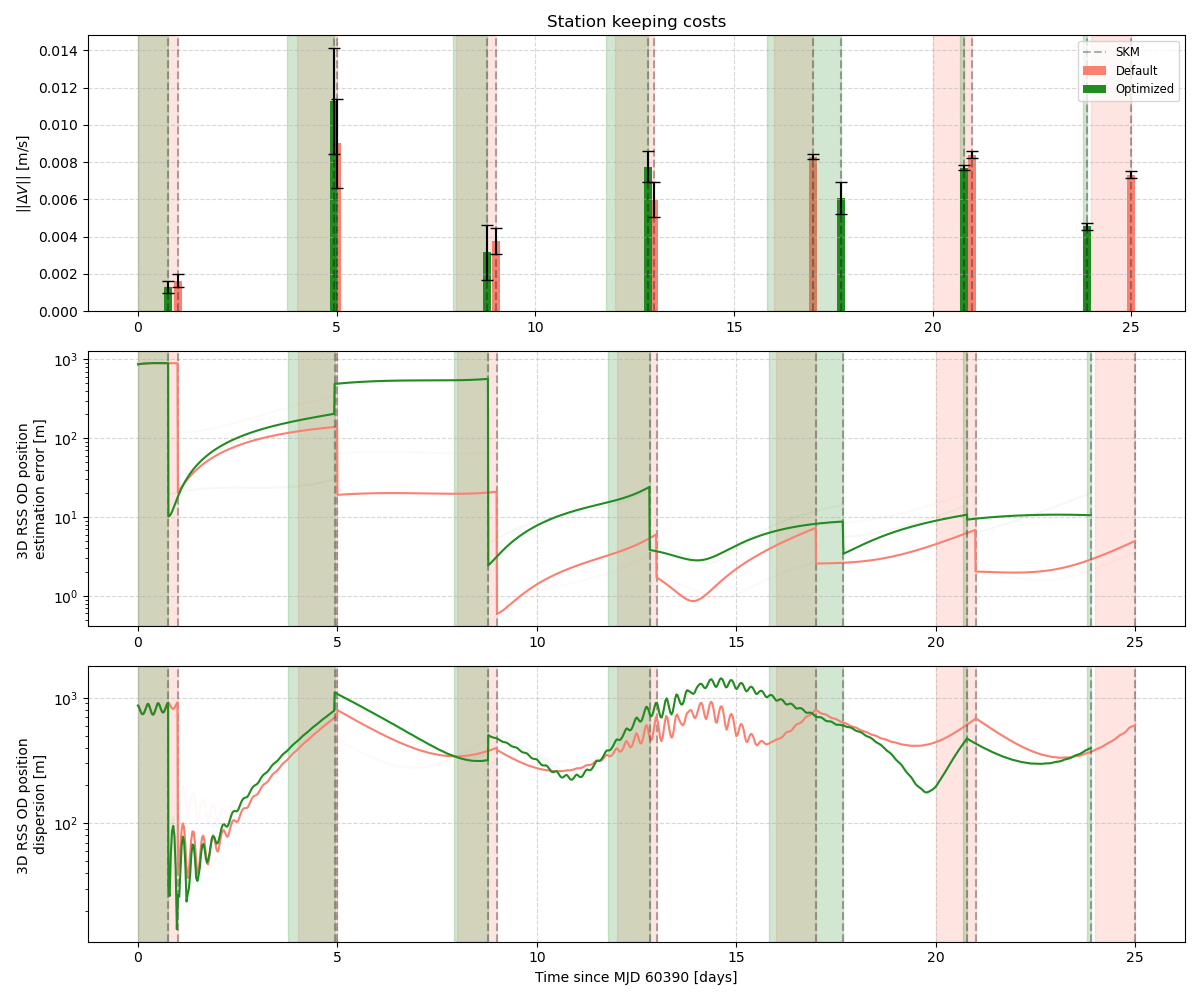 Station keeping costs
||ΔV|| [m/s]
0.014
0.012
0.010
0.008
0.006
0.004
0.002
0.000
SKM
Default
Optimized
0 5 10 15 20 25
3D RSS OD position
estimation error [m]
10³
10²
10¹
10⁰
0 5 10 15 20 25
3D RSS OD position
dispersion [m]
10³
10²
0 5 10 15 20 25
Time since MJD 60390 [days]